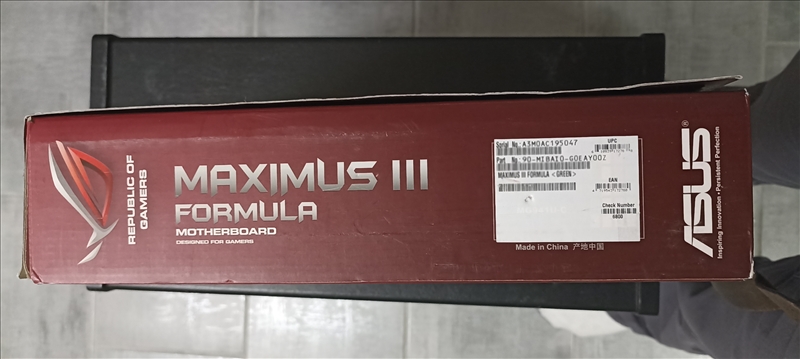 REPUBLIC OF
GAMERS
MAXIMUS III
FORMULA
MOTHERBOARD
DESIGNED FOR GAMERS
Serial No: A3M0AC195047
Part No: 90-MIBAI0-G0EAY00Z
MAXIMUS III FORMULA <GREEN>
UPC
EAN
Check Number
6800
Made in China 产地中国
ASUS®
Inspiring Innovation · Persistent Perfection